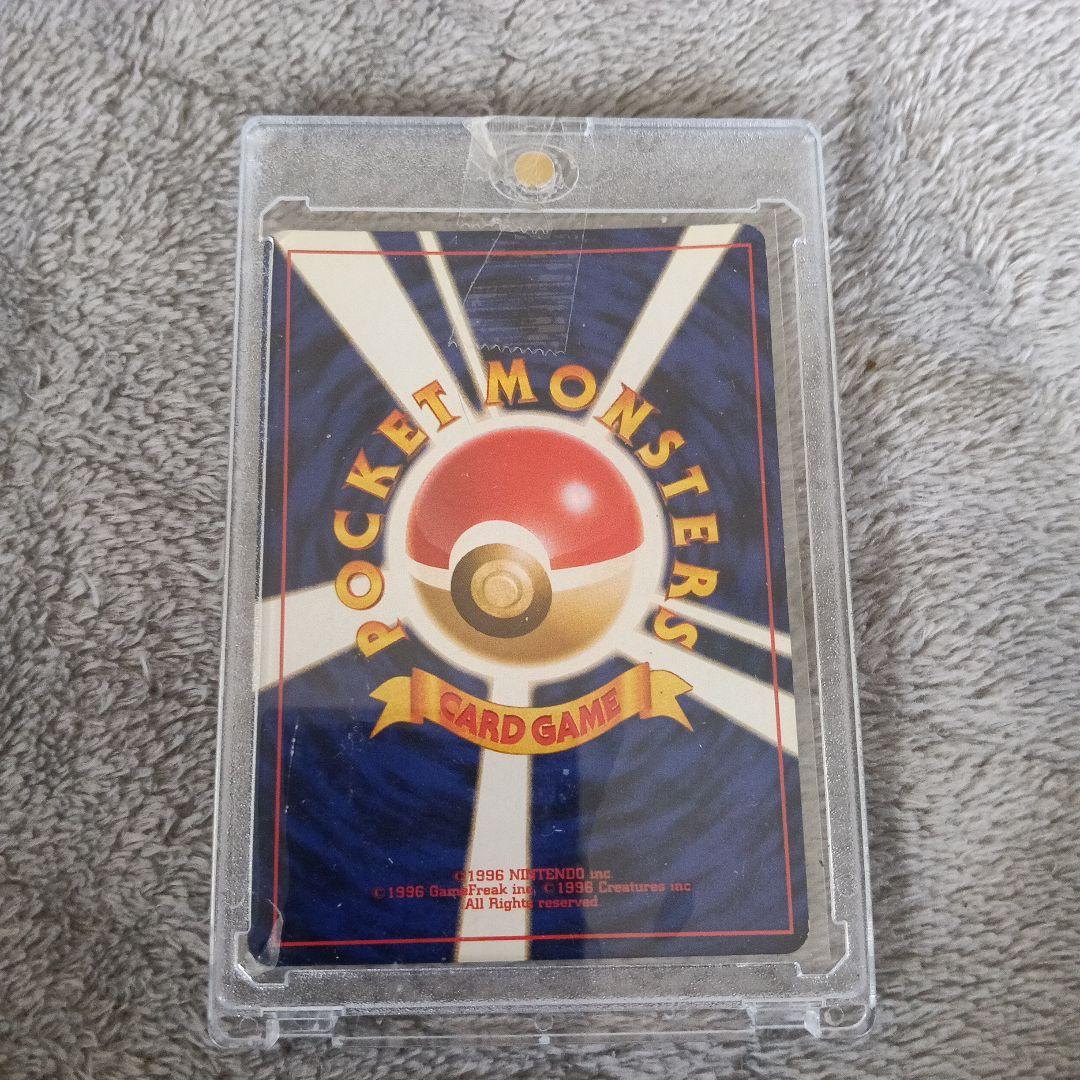 POCKET MONSTERS
CARD GAME
©1996 NINTENDO inc
©1996 GameFreak inc. ©1996 Creatures inc
All Rights reserved.